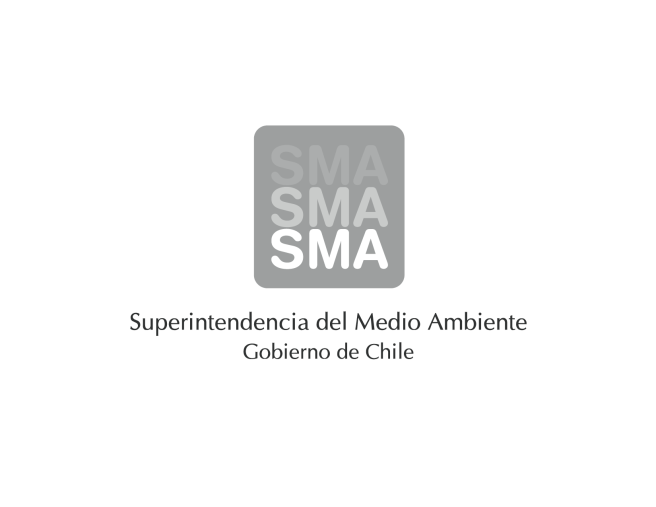 SMA
SMA
SMA
Superintendencia del Medio Ambiente
Gobierno de Chile